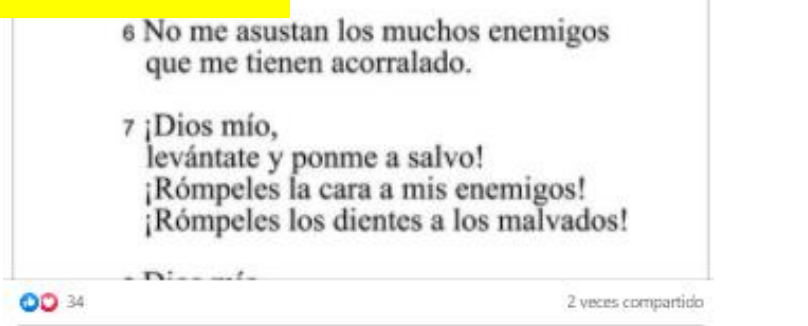 6 No me asustan los muchos enemigos
que me tienen acorralado.
7 ¡Dios mío,
levántate y ponme a salvo!
¡Rómpeles la cara a mis enemigos!
¡Rómpeles los dientes a los malvados!
34
2 veces compartido